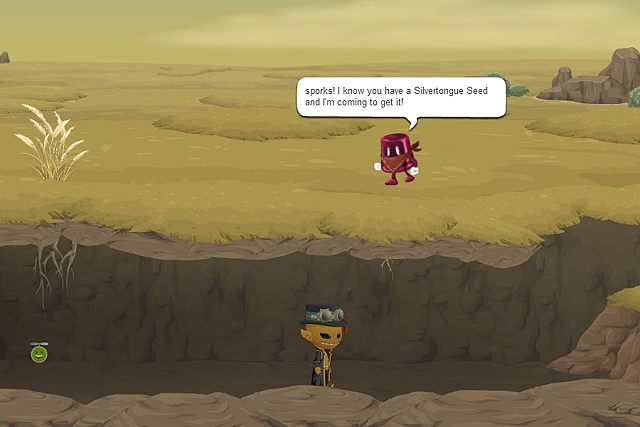 sporks! I know you have a Silvertongue Seed
and I'm coming to get it!